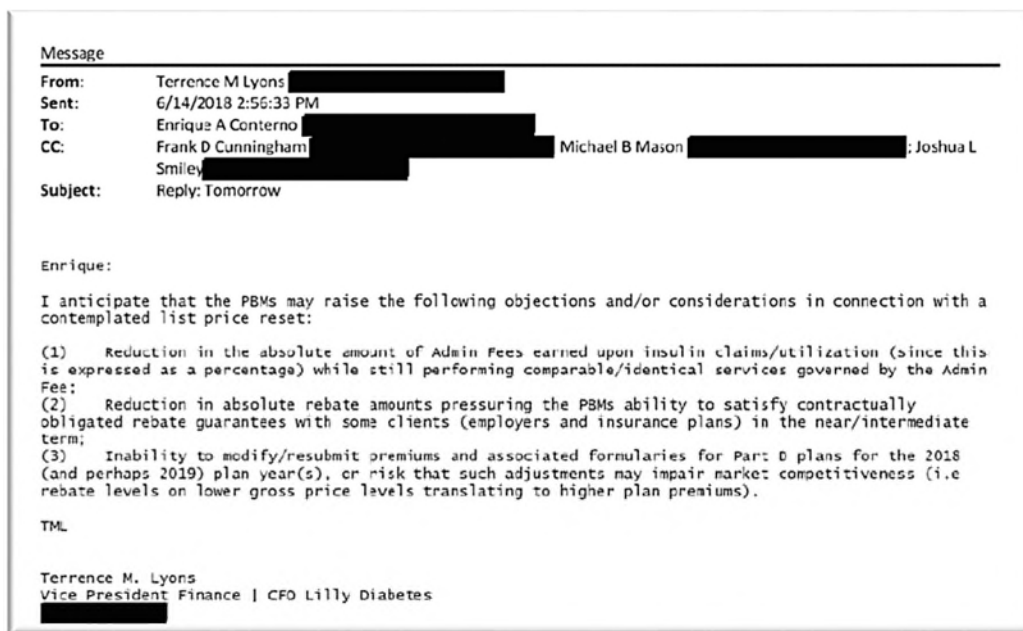 Message
From: Terrence M Lyons
Sent: 6/14/2018 2:56:33 PM
To: Enrique A Conterno
CC: Frank D Cunningham Michael B Mason ; Joshua L
Smiley
Subject: Reply: Tomorrow
Enrique:
I anticipate that the PBMs may raise the following objections and/or considerations in connection with a
contemplated list price reset:
(1) Reduction in the absolute amount of Admin Fees earned upon insulin claims/utilization (since this
is expressed as a percentage) while still performing comparable/identical services governed by the Admin
Fee;
(2) Reduction in absolute rebate amounts pressuring the PBMs ability to satisfy contractually
obligated rebate guarantees with some clients (employers and insurance plans) in the near/intermediate
term;
(3) Inability to modify/resubmit premiums and associated formularies for Part D plans for the 2018
(and perhaps 2019) plan year(s), or risk that such adjustments may impair market competitiveness (i.e
rebate levels on lower gross price levels translating to higher plan premiums).
TML
Terrence M. Lyons
Vice President Finance | CFO Lilly Diabetes